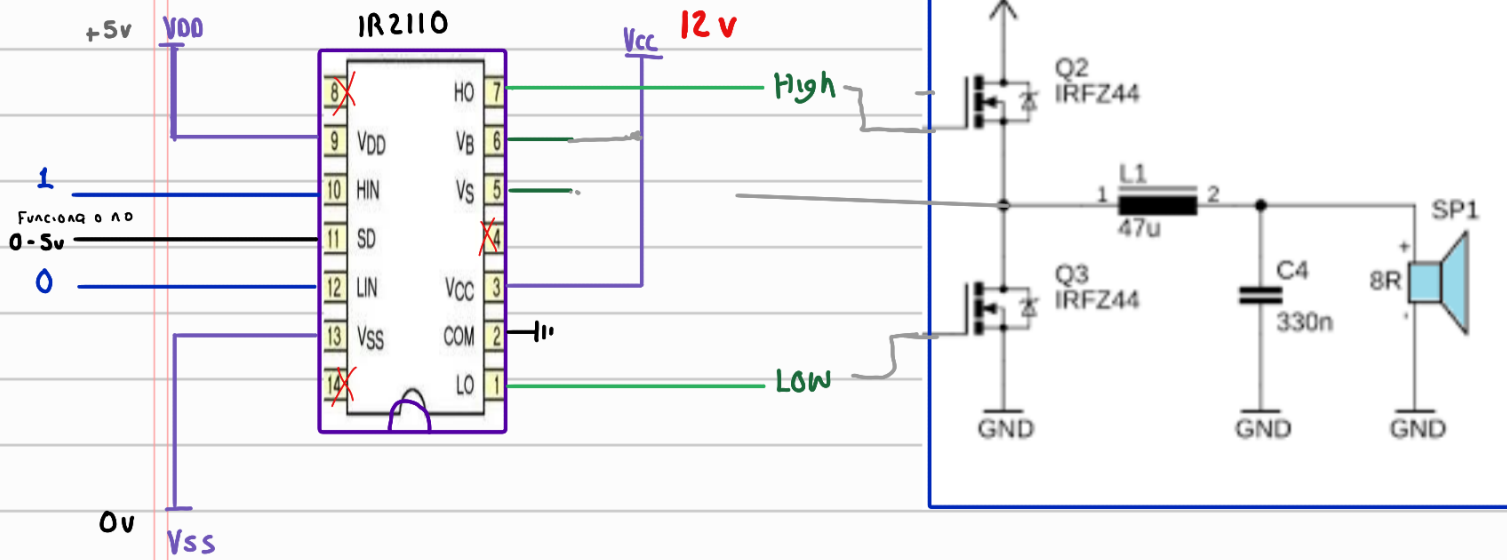 +5v
VDD
IR2110
Vcc
12 v
8
HO
7
High
9
VDD
VB
6
1
10
HIN
VS
5
Funciona o no
0-5v
11
SD
4
0
12
LIN
VCC
3
13
VSS
COM
2
14
LO
1
LOW
0v
VSS
Q2
IRFZ44
L1
1
2
47u
SP1
+
Q3
IRFZ44
C4
330n
8R
-
GND
GND
GND